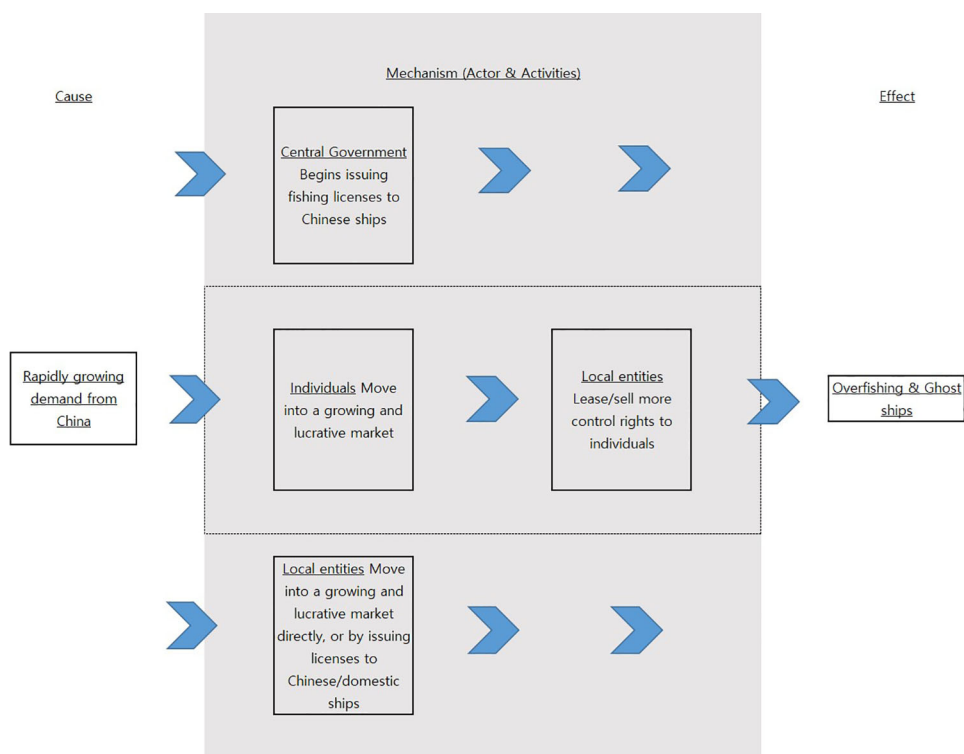 Mechanism (Actor & Activities)
Cause
Effect
Central Government
Begins issuing
fishing licenses to
Chinese ships
Rapidly growing
demand from
China
Individuals Move
into a growing and
lucrative market
Local entities
Lease/sell more
control rights to
individuals
Overfishing & Ghost
ships
Local entities Move
into a growing and
lucrative market
directly, or by issuing
licenses to
Chinese/domestic
ships